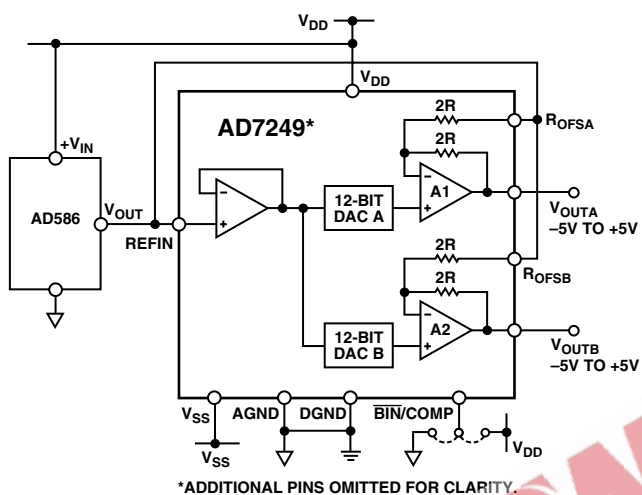 VDD
VDD
AD7249*
2R
ROFSA
2R
+VIN
A1
AD586
VOUT
REFIN
12-BIT
DAC A
VOUTA
–5V TO +5V
2R
ROFSB
2R
A2
12-BIT
DAC B
VOUTB
–5V TO +5V
VSS
AGND
DGND
BIN/COMP
VDD
VSS
*ADDITIONAL PINS OMITTED FOR CLARITY.